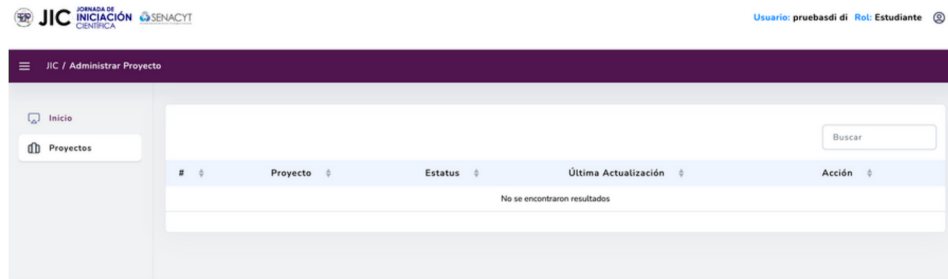 JIC JORNADA DE INICIACIÓN CIENTÍFICA SENACYT
Usuario: pruebasdi di Rol: Estudiante
JIC / Administrar Proyecto
Inicio
Proyectos
Buscar
# Proyecto Estatus Última Actualización Acción
No se encontraron resultados